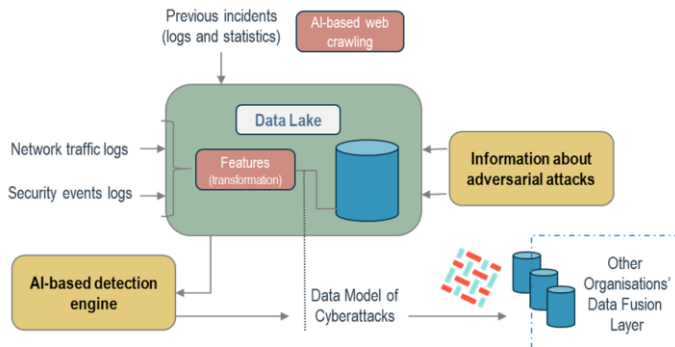 Previous incidents
(logs and statistics)
AI-based web
crawling
Data Lake
Network traffic logs
Features
(transformation)
Information about
adversarial attacks
Security events logs
AI-based detection
engine
Data Model of
Cyberattacks
Other
Organisations'
Data Fusion
Layer